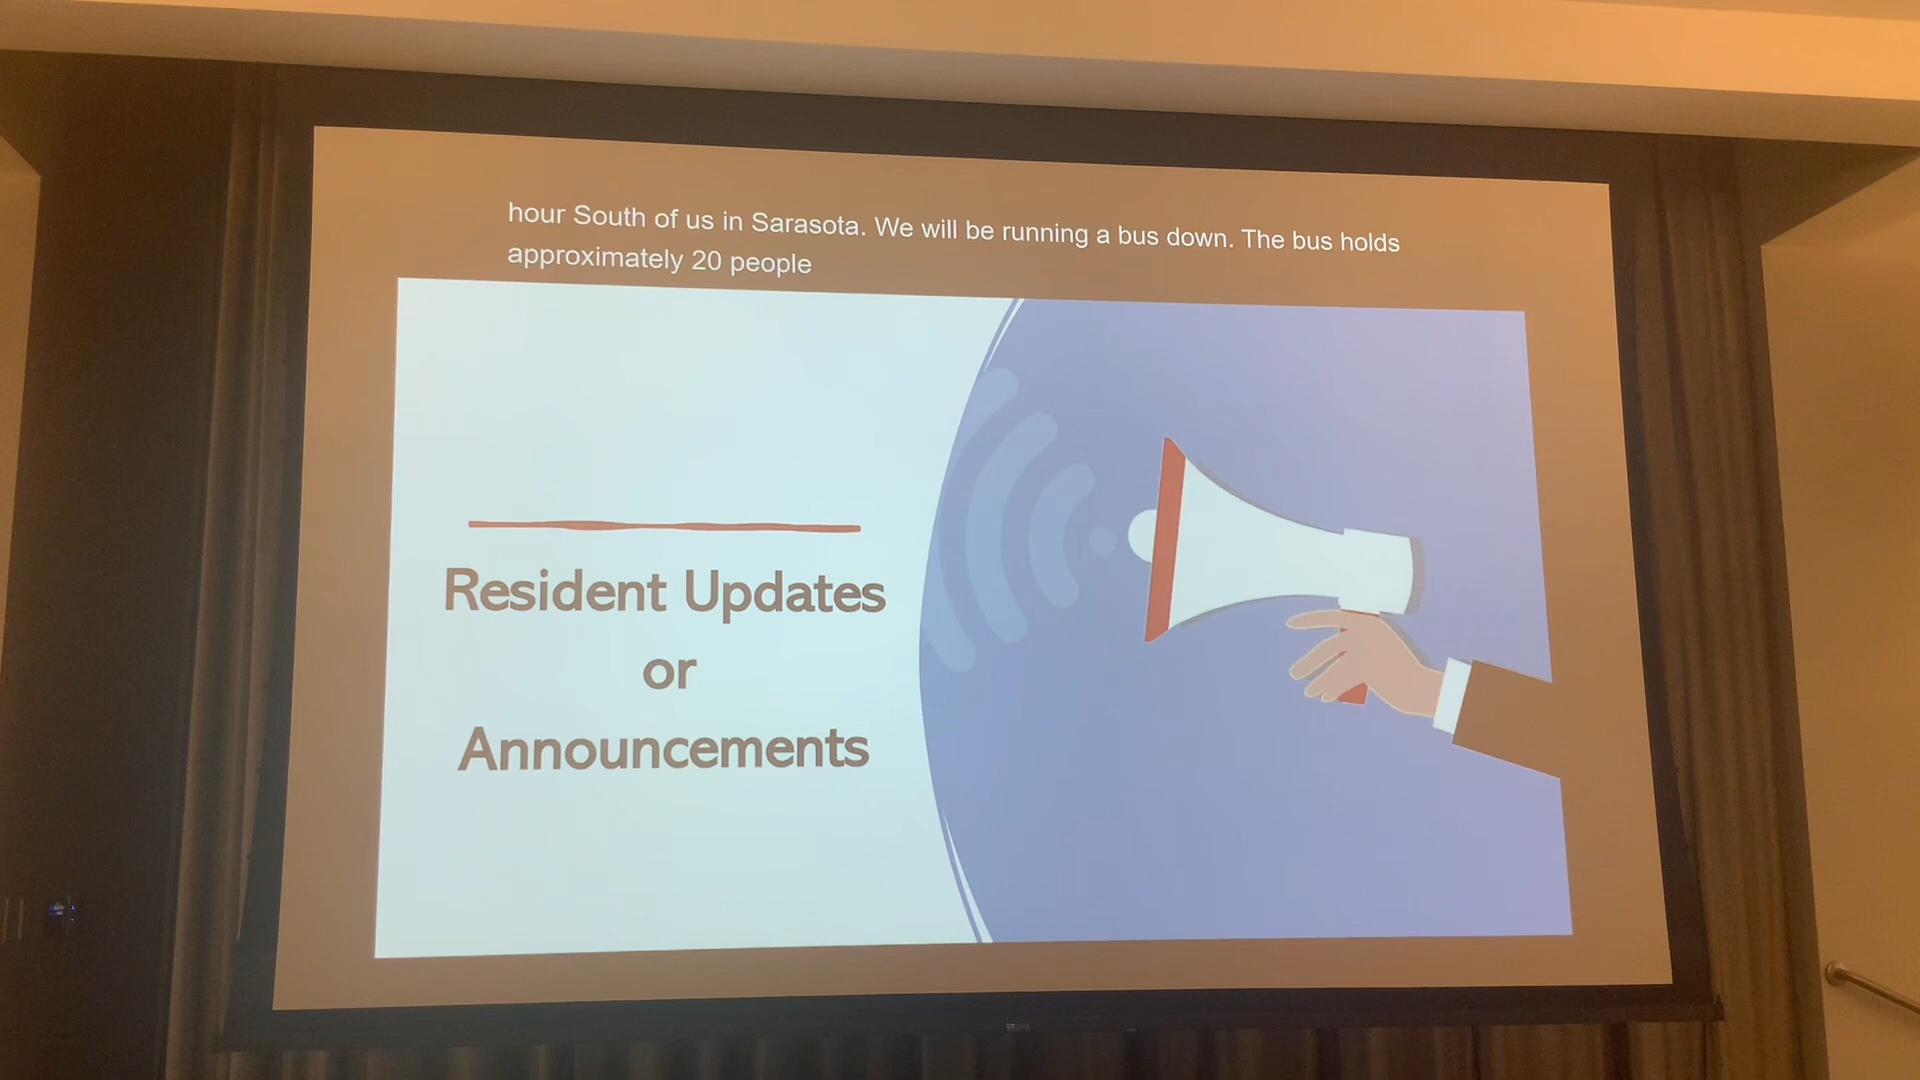 hour South of us in Sarasota. We will be running a bus down. The bus holds
approximately 20 people
Resident Updates
or
Announcements